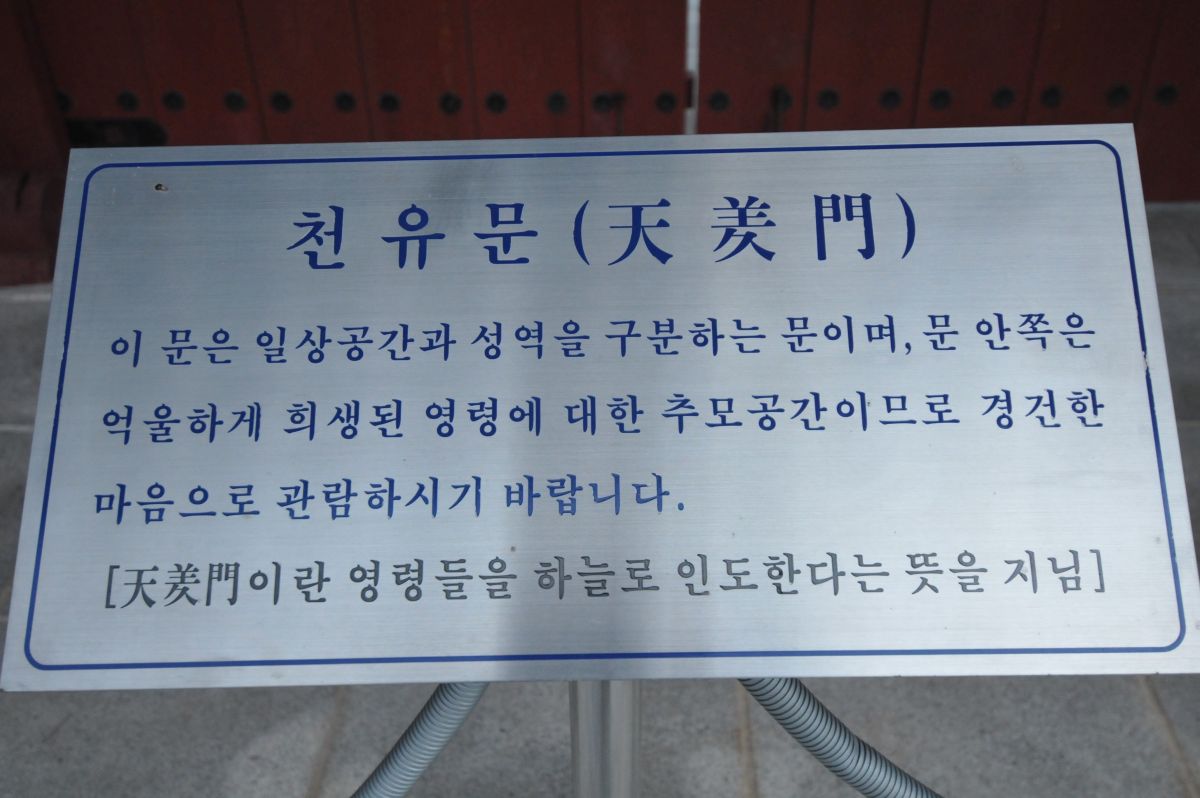 천유문(天羑門)
이 문은 일상공간과 성역을 구분하는 문이며, 문 안쪽은
억울하게 희생된 영령에 대한 추모공간이므로 경건한
마음으로 관람하시기 바랍니다.
[天羑門이란 영령들을 하늘로 인도한다는 뜻을 지님]